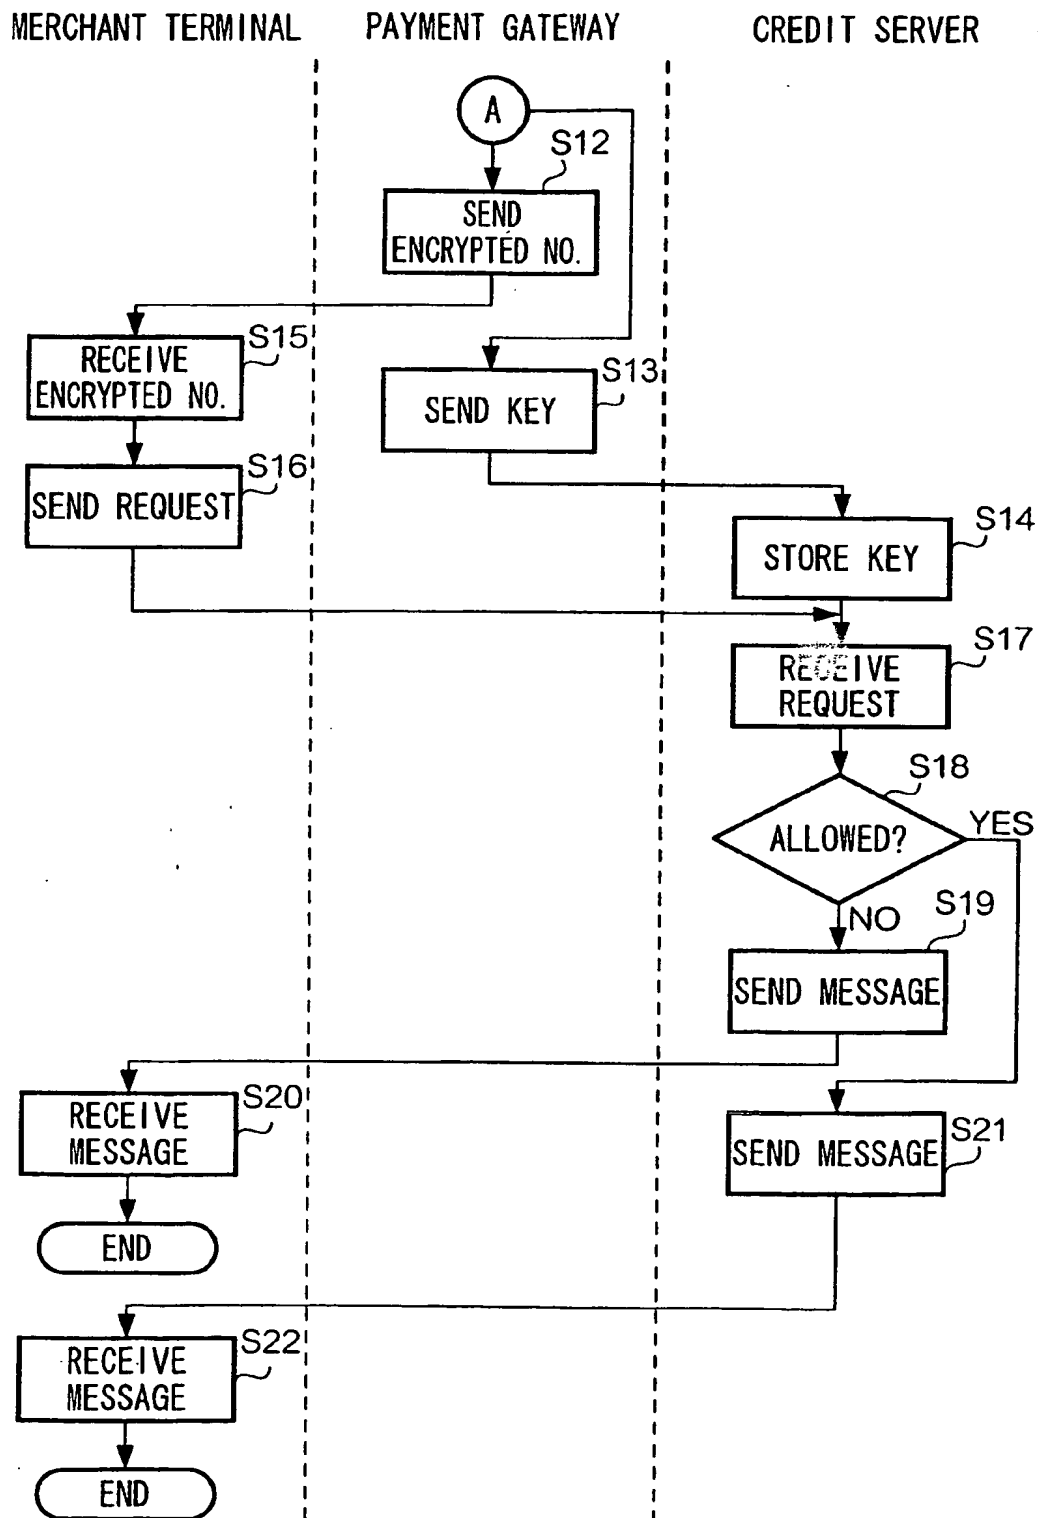 MERCHANT TERMINAL
PAYMENT GATEWAY
CREDIT SERVER
A
S12
SEND
ENCRYPTED NO.
S15
RECEIVE
ENCRYPTED NO.
S13
SEND KEY
S16
SEND REQUEST
S14
STORE KEY
S17
RECEIVE
REQUEST
S18
ALLOWED?
YES
NO
S19
SEND MESSAGE
S20
RECEIVE
MESSAGE
S21
SEND MESSAGE
END
S22
RECEIVE
MESSAGE
END